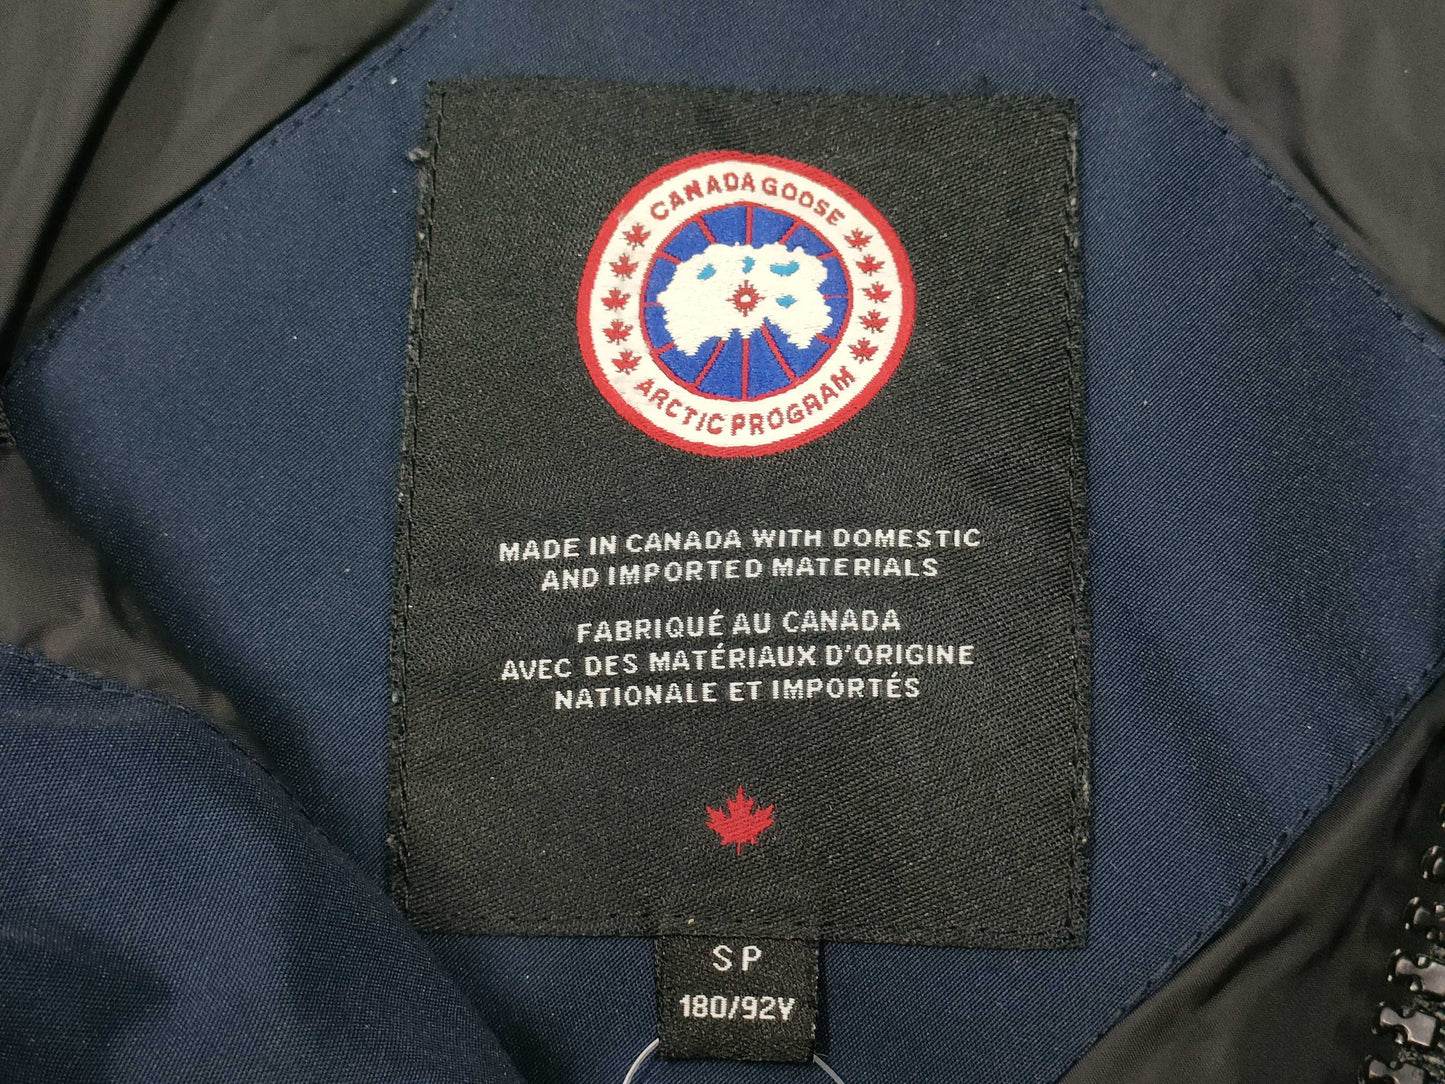 CANADA GOOSE
ARCTIC PROGRAM
MADE IN CANADA WITH DOMESTIC
AND IMPORTED MATERIALS
FABRIQUÉ AU CANADA
AVEC DES MATÉRIAUX D'ORIGINE
NATIONALE ET IMPORTÉS
S P
180/92Y